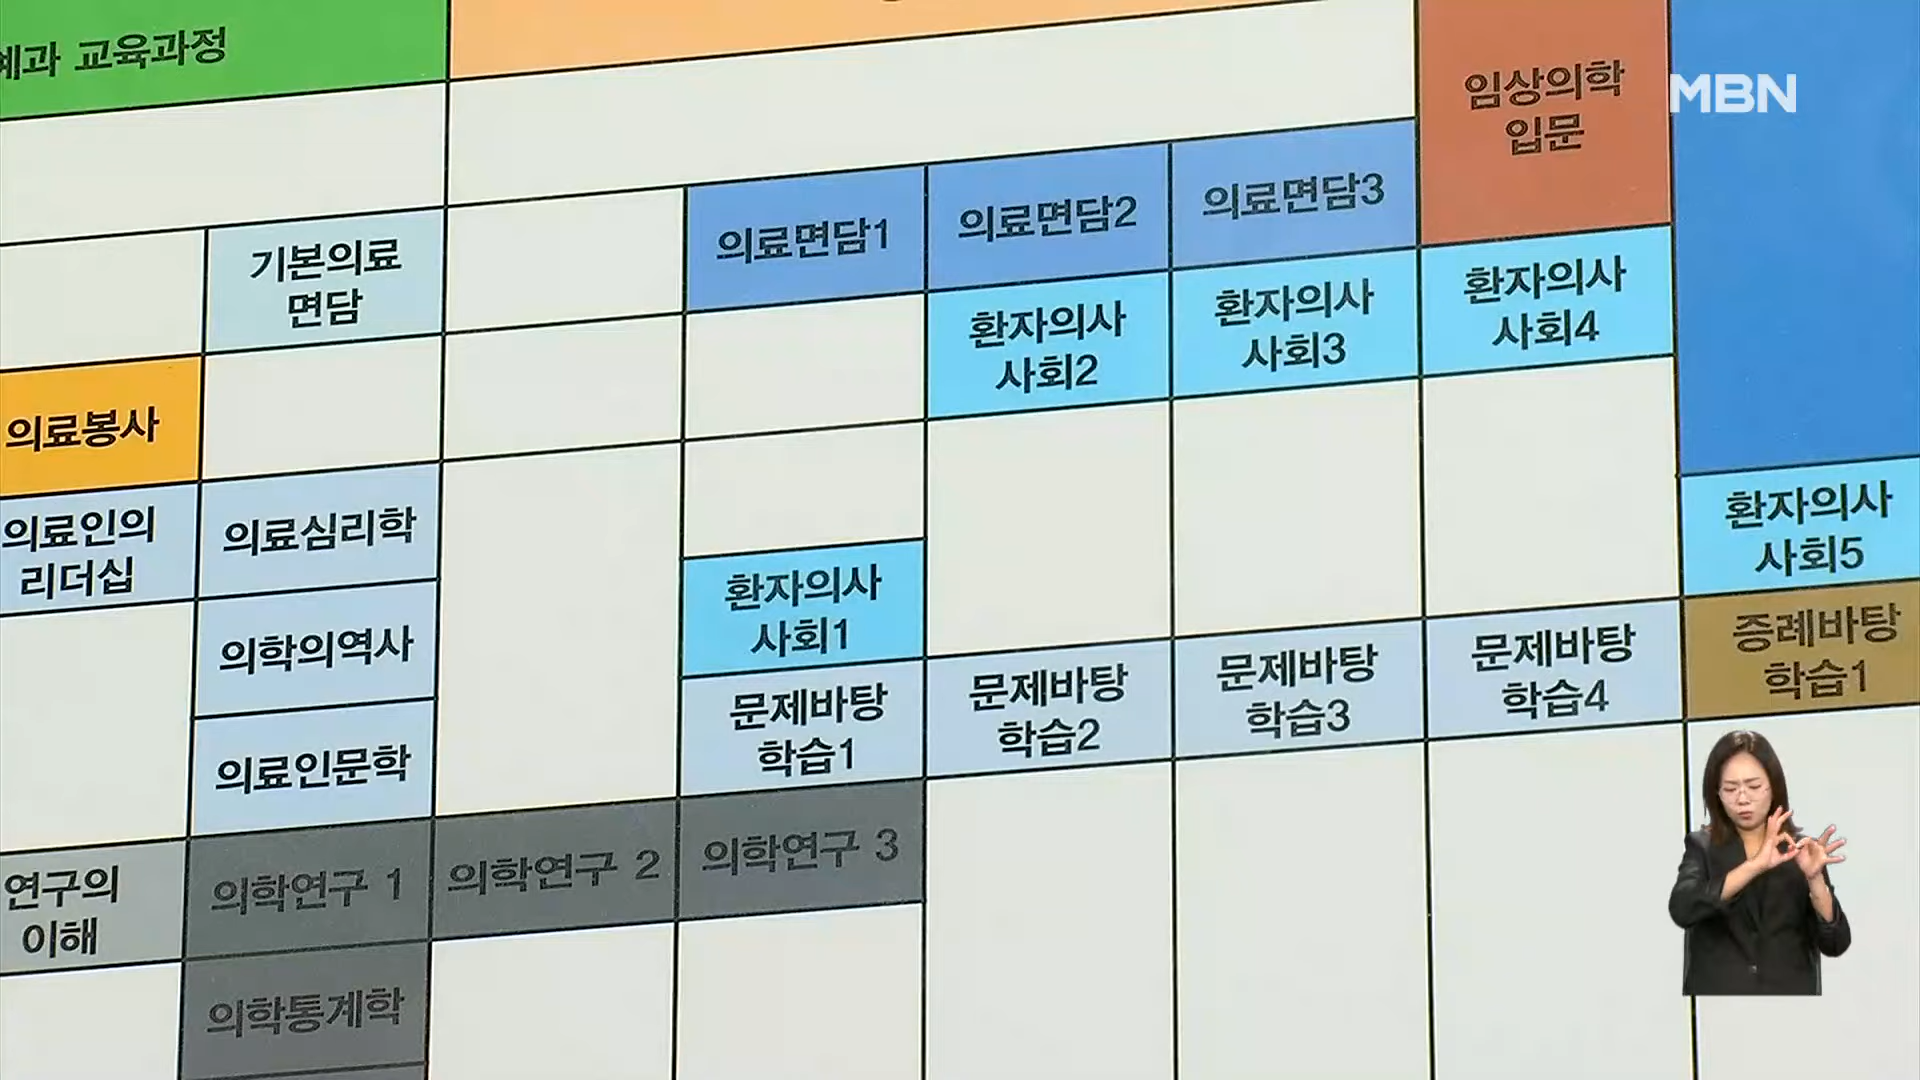 예과 교육과정
임상의학
입문
MBN
기본의료
면담
의료면담1
의료면담2
의료면담3
환자의사
사회2
환자의사
사회3
환자의사
사회4
의료봉사
의료인의
리더십
의료심리학
환자의사
사회5
환자의사
사회1
의학의역사
문제바탕
학습1
문제바탕
학습2
문제바탕
학습3
문제바탕
학습4
증례바탕
학습1
의료인문학
연구의
이해
의학연구 1
의학연구 2
의학연구 3
의학통계학